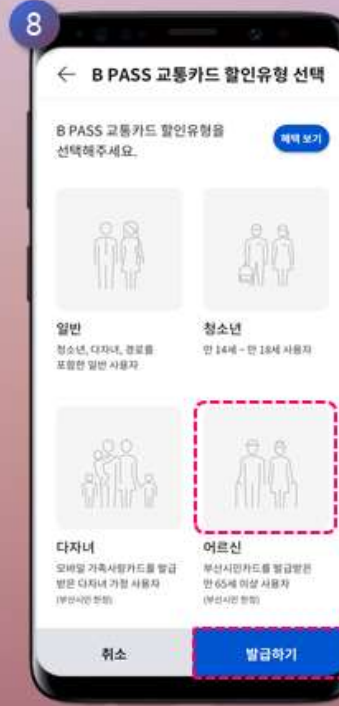 8
← B PASS 교통카드 할인유형 선택
B PASS 교통카드 할인유형을
선택해주세요.
혜택 보기
일반
청소년, 다자녀, 경로를
포함한 일반 사용자
청소년
만 14세 ~ 만 18세 사용자
다자녀
모바일 가족사랑카드를 발급
받은 다자녀 가정 사용자
(부산시민 한정)
어르신
부산시민카드를 발급받은
만 65세 이상 사용자
(부산시민 한정)
취소
발급하기